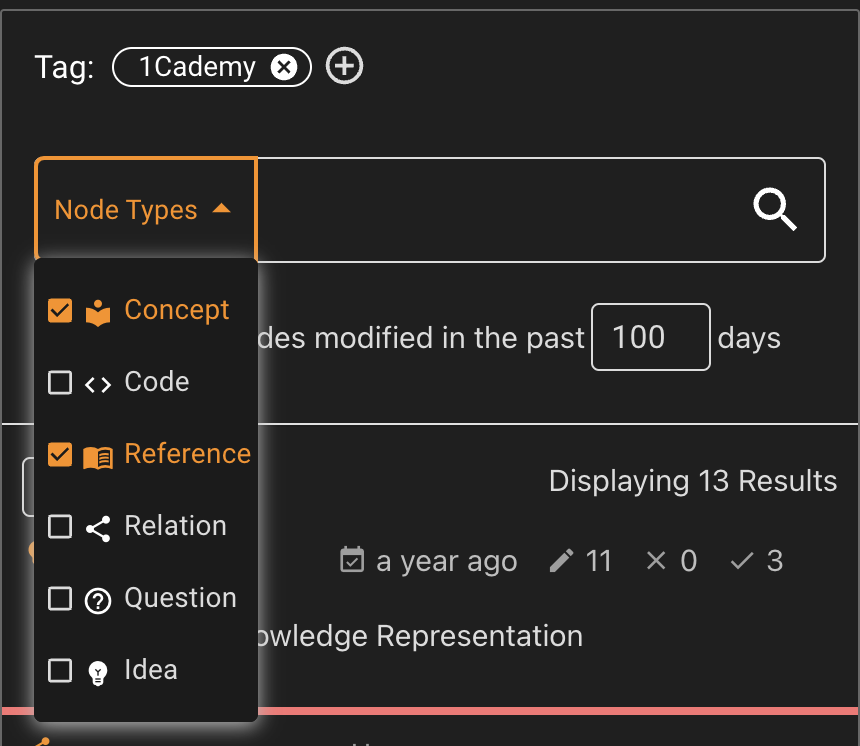 Tag: 1Cademy
Node Types
Concept
des modified in the past 100 days
Code
Reference
Displaying 13 Results
Relation
a year ago 11 0 3
Question
owledge Representation
Idea